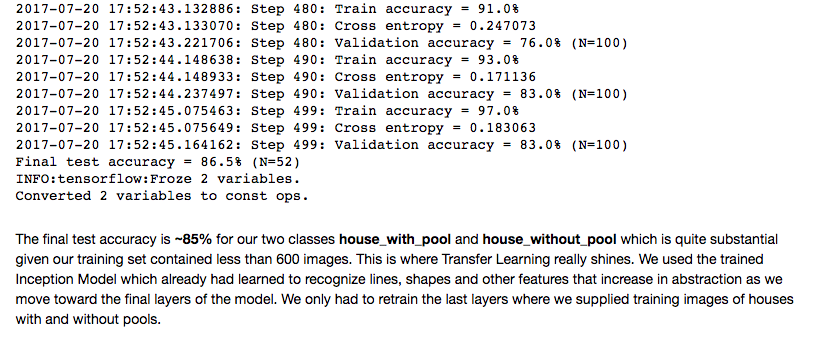 2017-07-20 17:52:43.132886: Step 480: Train accuracy = 91.0%
2017-07-20 17:52:43.133070: Step 480: Cross entropy = 0.247073
2017-07-20 17:52:43.221706: Step 480: Validation accuracy = 76.0% (N=100)
2017-07-20 17:52:44.148638: Step 490: Train accuracy = 93.0%
2017-07-20 17:52:44.148933: Step 490: Cross entropy = 0.171136
2017-07-20 17:52:44.237497: Step 490: Validation accuracy = 83.0% (N=100)
2017-07-20 17:52:45.075463: Step 499: Train accuracy = 97.0%
2017-07-20 17:52:45.075649: Step 499: Cross entropy = 0.183063
2017-07-20 17:52:45.164162: Step 499: Validation accuracy = 83.0% (N=100)
Final test accuracy = 86.5% (N=52)
INFO:tensorflow:Froze 2 variables.
Converted 2 variables to const ops.
The final test accuracy is ~85% for our two classes house_with_pool and house_without_pool which is quite substantial
given our training set contained less than 600 images. This is where Transfer Learning really shines. We used the trained
Inception Model which already had learned to recognize lines, shapes and other features that increase in abstraction as we
move toward the final layers of the model. We only had to retrain the last layers where we supplied training images of houses
with and without pools.